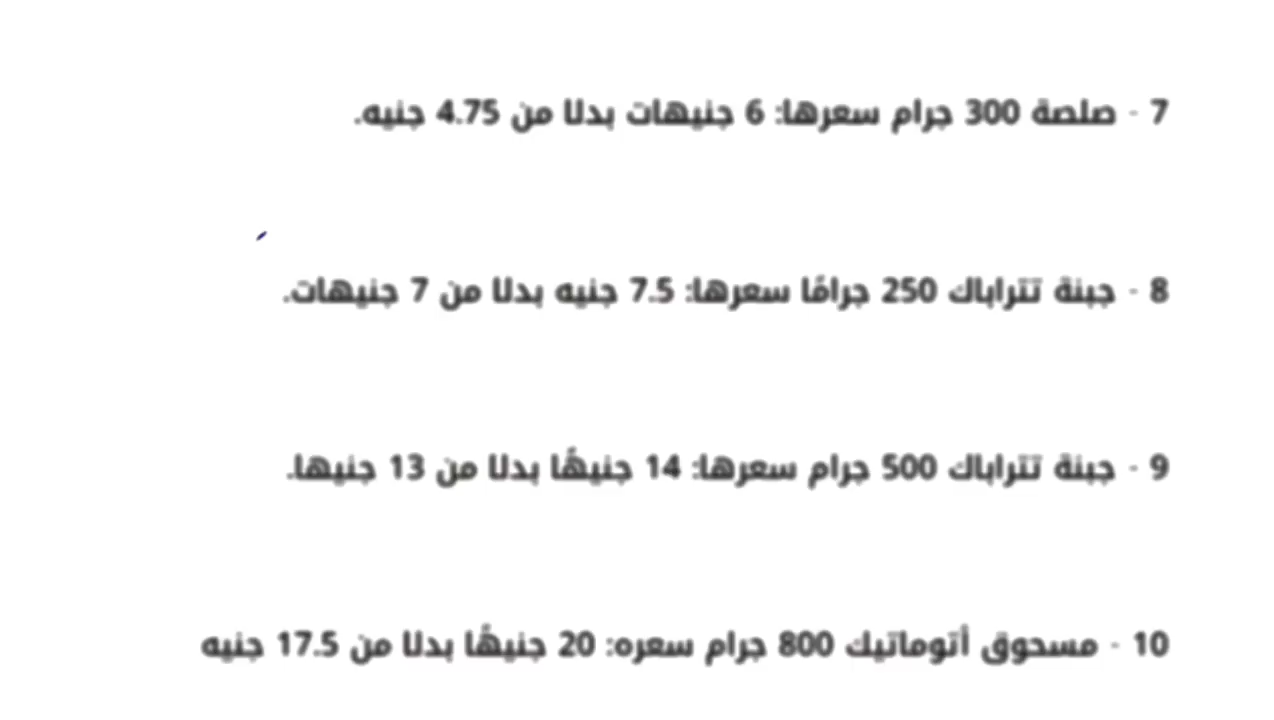 7 - صلصة 300 جرام سعرها: 6 جنيهات بدلا من 4.75 جنيه.
8 - جبنة تتراباك 250 جرامًا سعرها: 7.5 جنيه بدلا من 7 جنيهات.
9 - جبنة تتراباك 500 جرام سعرها: 14 جنيهًا بدلا من 13 جنيها.
10 - مسحوق أتوماتيك 800 جرام سعره: 20 جنيهًا بدلا من 17.5 جنيه